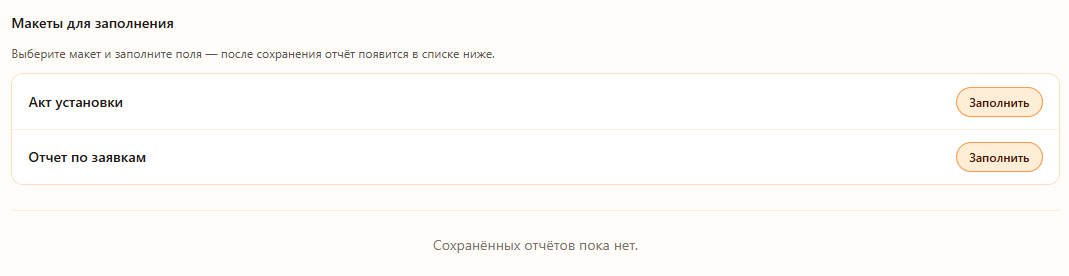 Макеты для заполнения
Выберите макет и заполните поля — после сохранения отчёт появится в списке ниже.
Акт установки
Заполнить
Отчет по заявкам
Заполнить
Сохранённых отчётов пока нет.